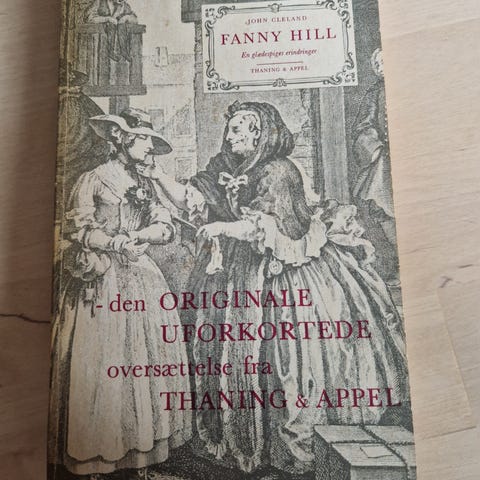 JOHN CLELAND
FANNY HILL
En glædespiges erindringer
THANING & APPEL
- den ORIGINALE
UFORKORTEDE
oversættelse fra
THANING & APPEL